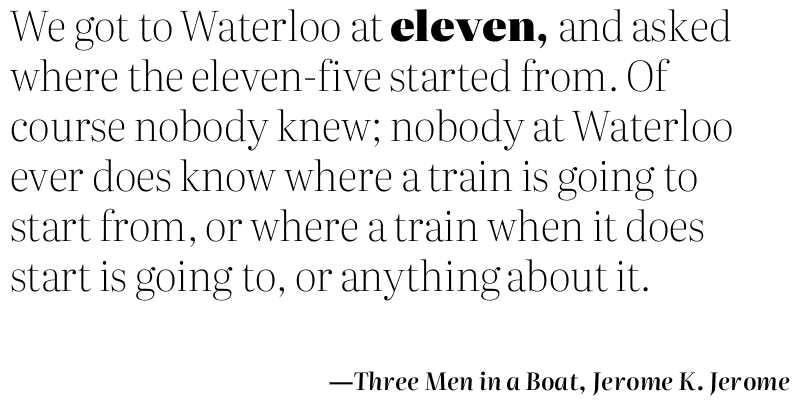 We got to Waterloo at eleven, and asked
where the eleven-five started from. Of
course nobody knew; nobody at Waterloo
ever does know where a train is going to
start from, or where a train when it does
start is going to, or anything about it.
—Three Men in a Boat, Jerome K. Jerome